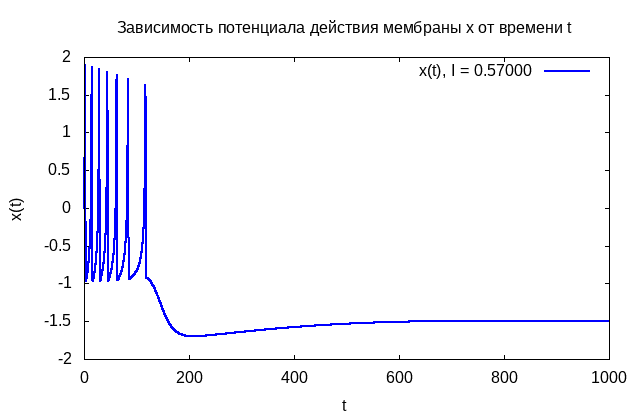 Зависимость потенциала действия мембраны x от времени t
x(t), I = 0.57000
2
1.5
1
0.5
0
-0.5
-1
-1.5
-2
x(t)
0 200 400 600 800 1000
t